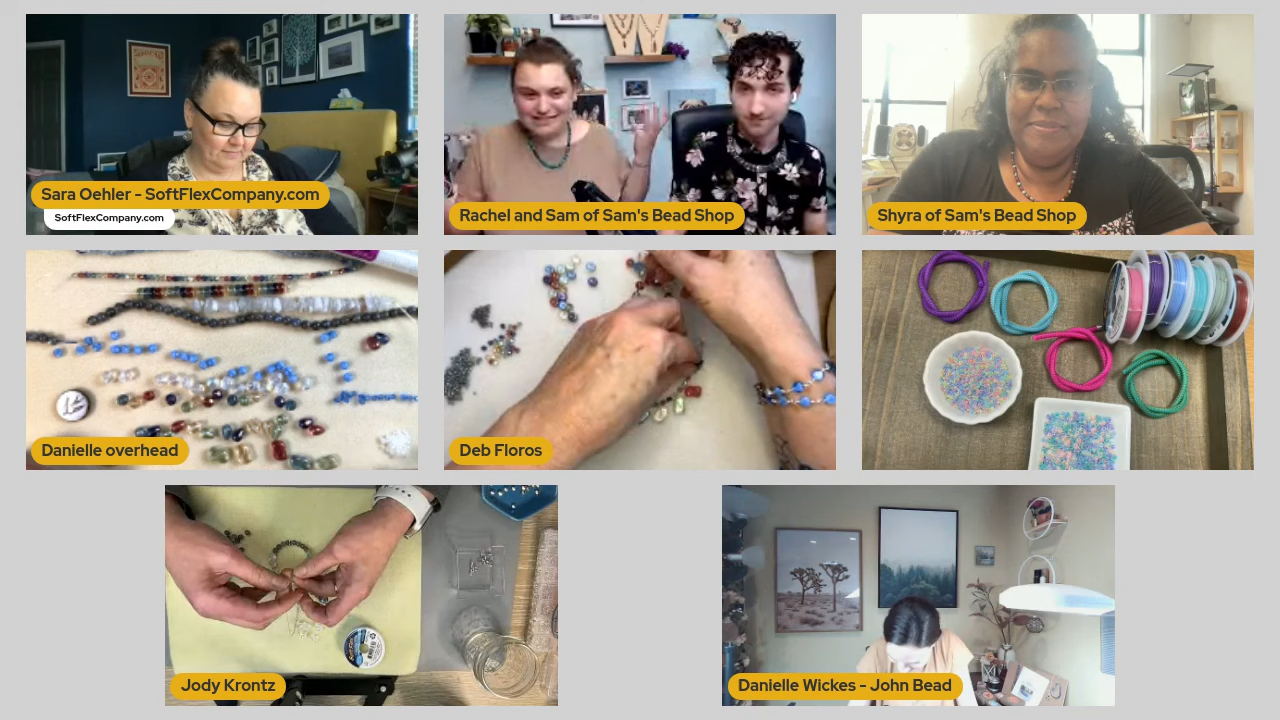 Sara Oehler - SoftFlexCompany.com
SoftFlexCompany.com
Rachel and Sam of Sam's Bead Shop
Shyra of Sam's Bead Shop
Danielle overhead
Deb Floros
Jody Krontz
Danielle Wickes - John Bead